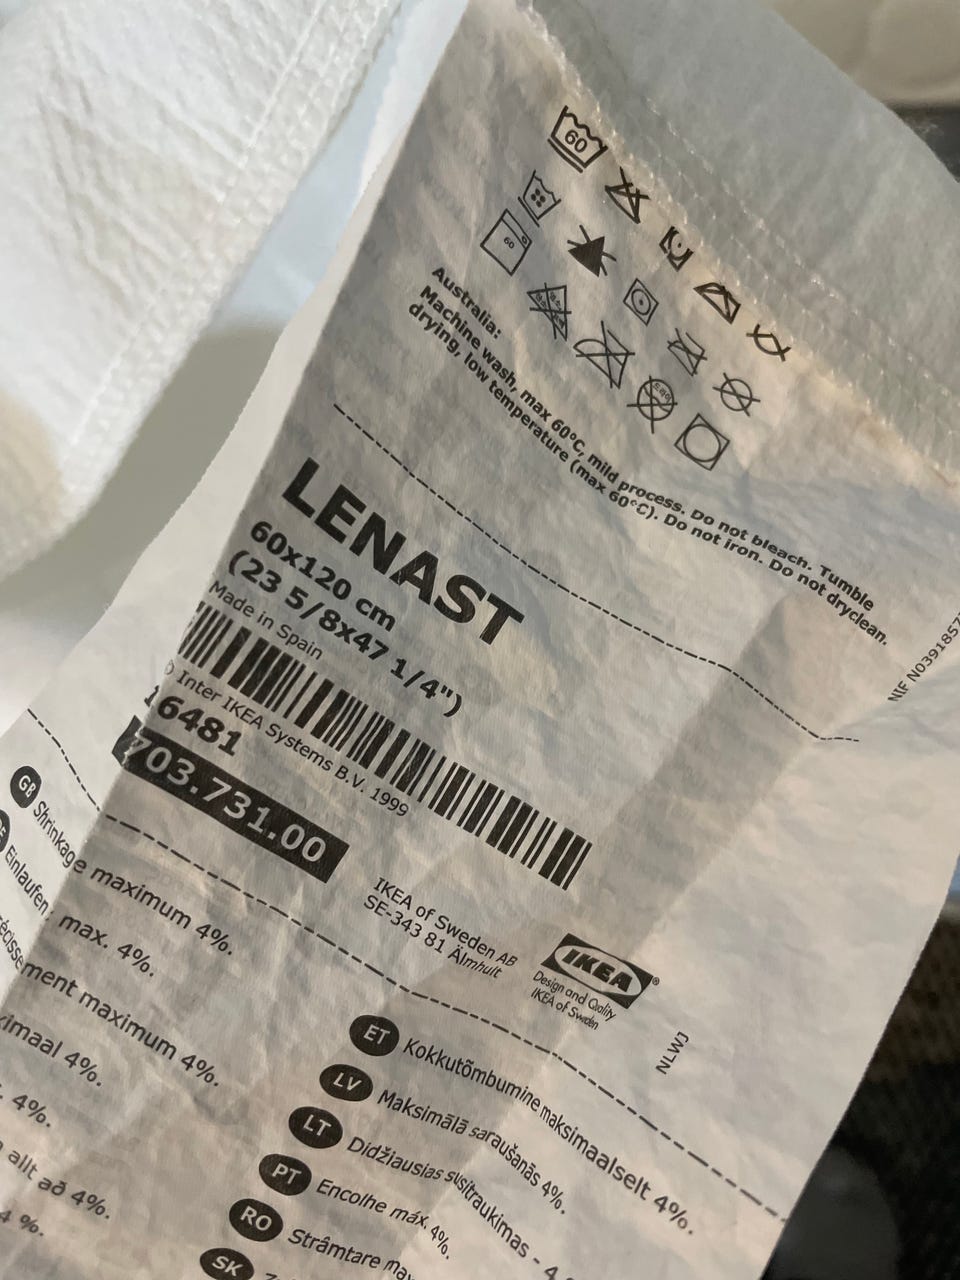 60
60
Australia:
Machine wash, max 60°C, mild process. Do not bleach. Tumble
drying, low temperature (max 60°C). Do not iron. Do not dryclean.
LENAST
60x120 cm
(23 5/8x47 1/4")
Made in Spain
Inter IKEA Systems B.V. 1999
6481
703.731.00
IKEA of Sweden AB
SE-343 81 Älmhult
IKEA®
Design and Quality
IKEA of Sweden
NLWJ
NIF N0391857
GB Shrinkage maximum 4%.
Einlaufen: max. 4%.
maximum 4%.
4%.
4%.
allt að 4%.
4 %.
ET Kokkutõmbumine maksimaalselt 4%.
LV Maksimālā saraušanās 4%.
LT Didžiausias susitraukimas - 4
PT Encolhe máx. 4%.
RO Strâmtare
SK